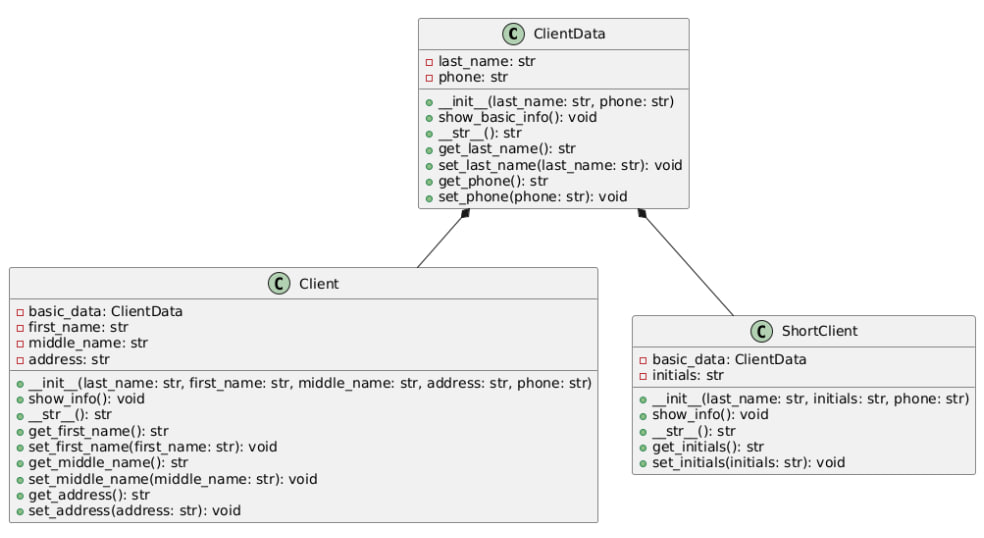 C ClientData
last_name: str
phone: str
__init__(last_name: str, phone: str)
show_basic_info(): void
__str__(): str
get_last_name(): str
set_last_name(last_name: str): void
get_phone(): str
set_phone(phone: str): void
C Client
basic_data: ClientData
first_name: str
middle_name: str
address: str
__init__(last_name: str, first_name: str, middle_name: str, address: str, phone: str)
show_info(): void
__str__(): str
get_first_name(): str
set_first_name(first_name: str): void
get_middle_name(): str
set_middle_name(middle_name: str): void
get_address(): str
set_address(address: str): void
C ShortClient
basic_data: ClientData
initials: str
__init__(last_name: str, initials: str, phone: str)
show_info(): void
__str__(): str
get_initials(): str
set_initials(initials: str): void